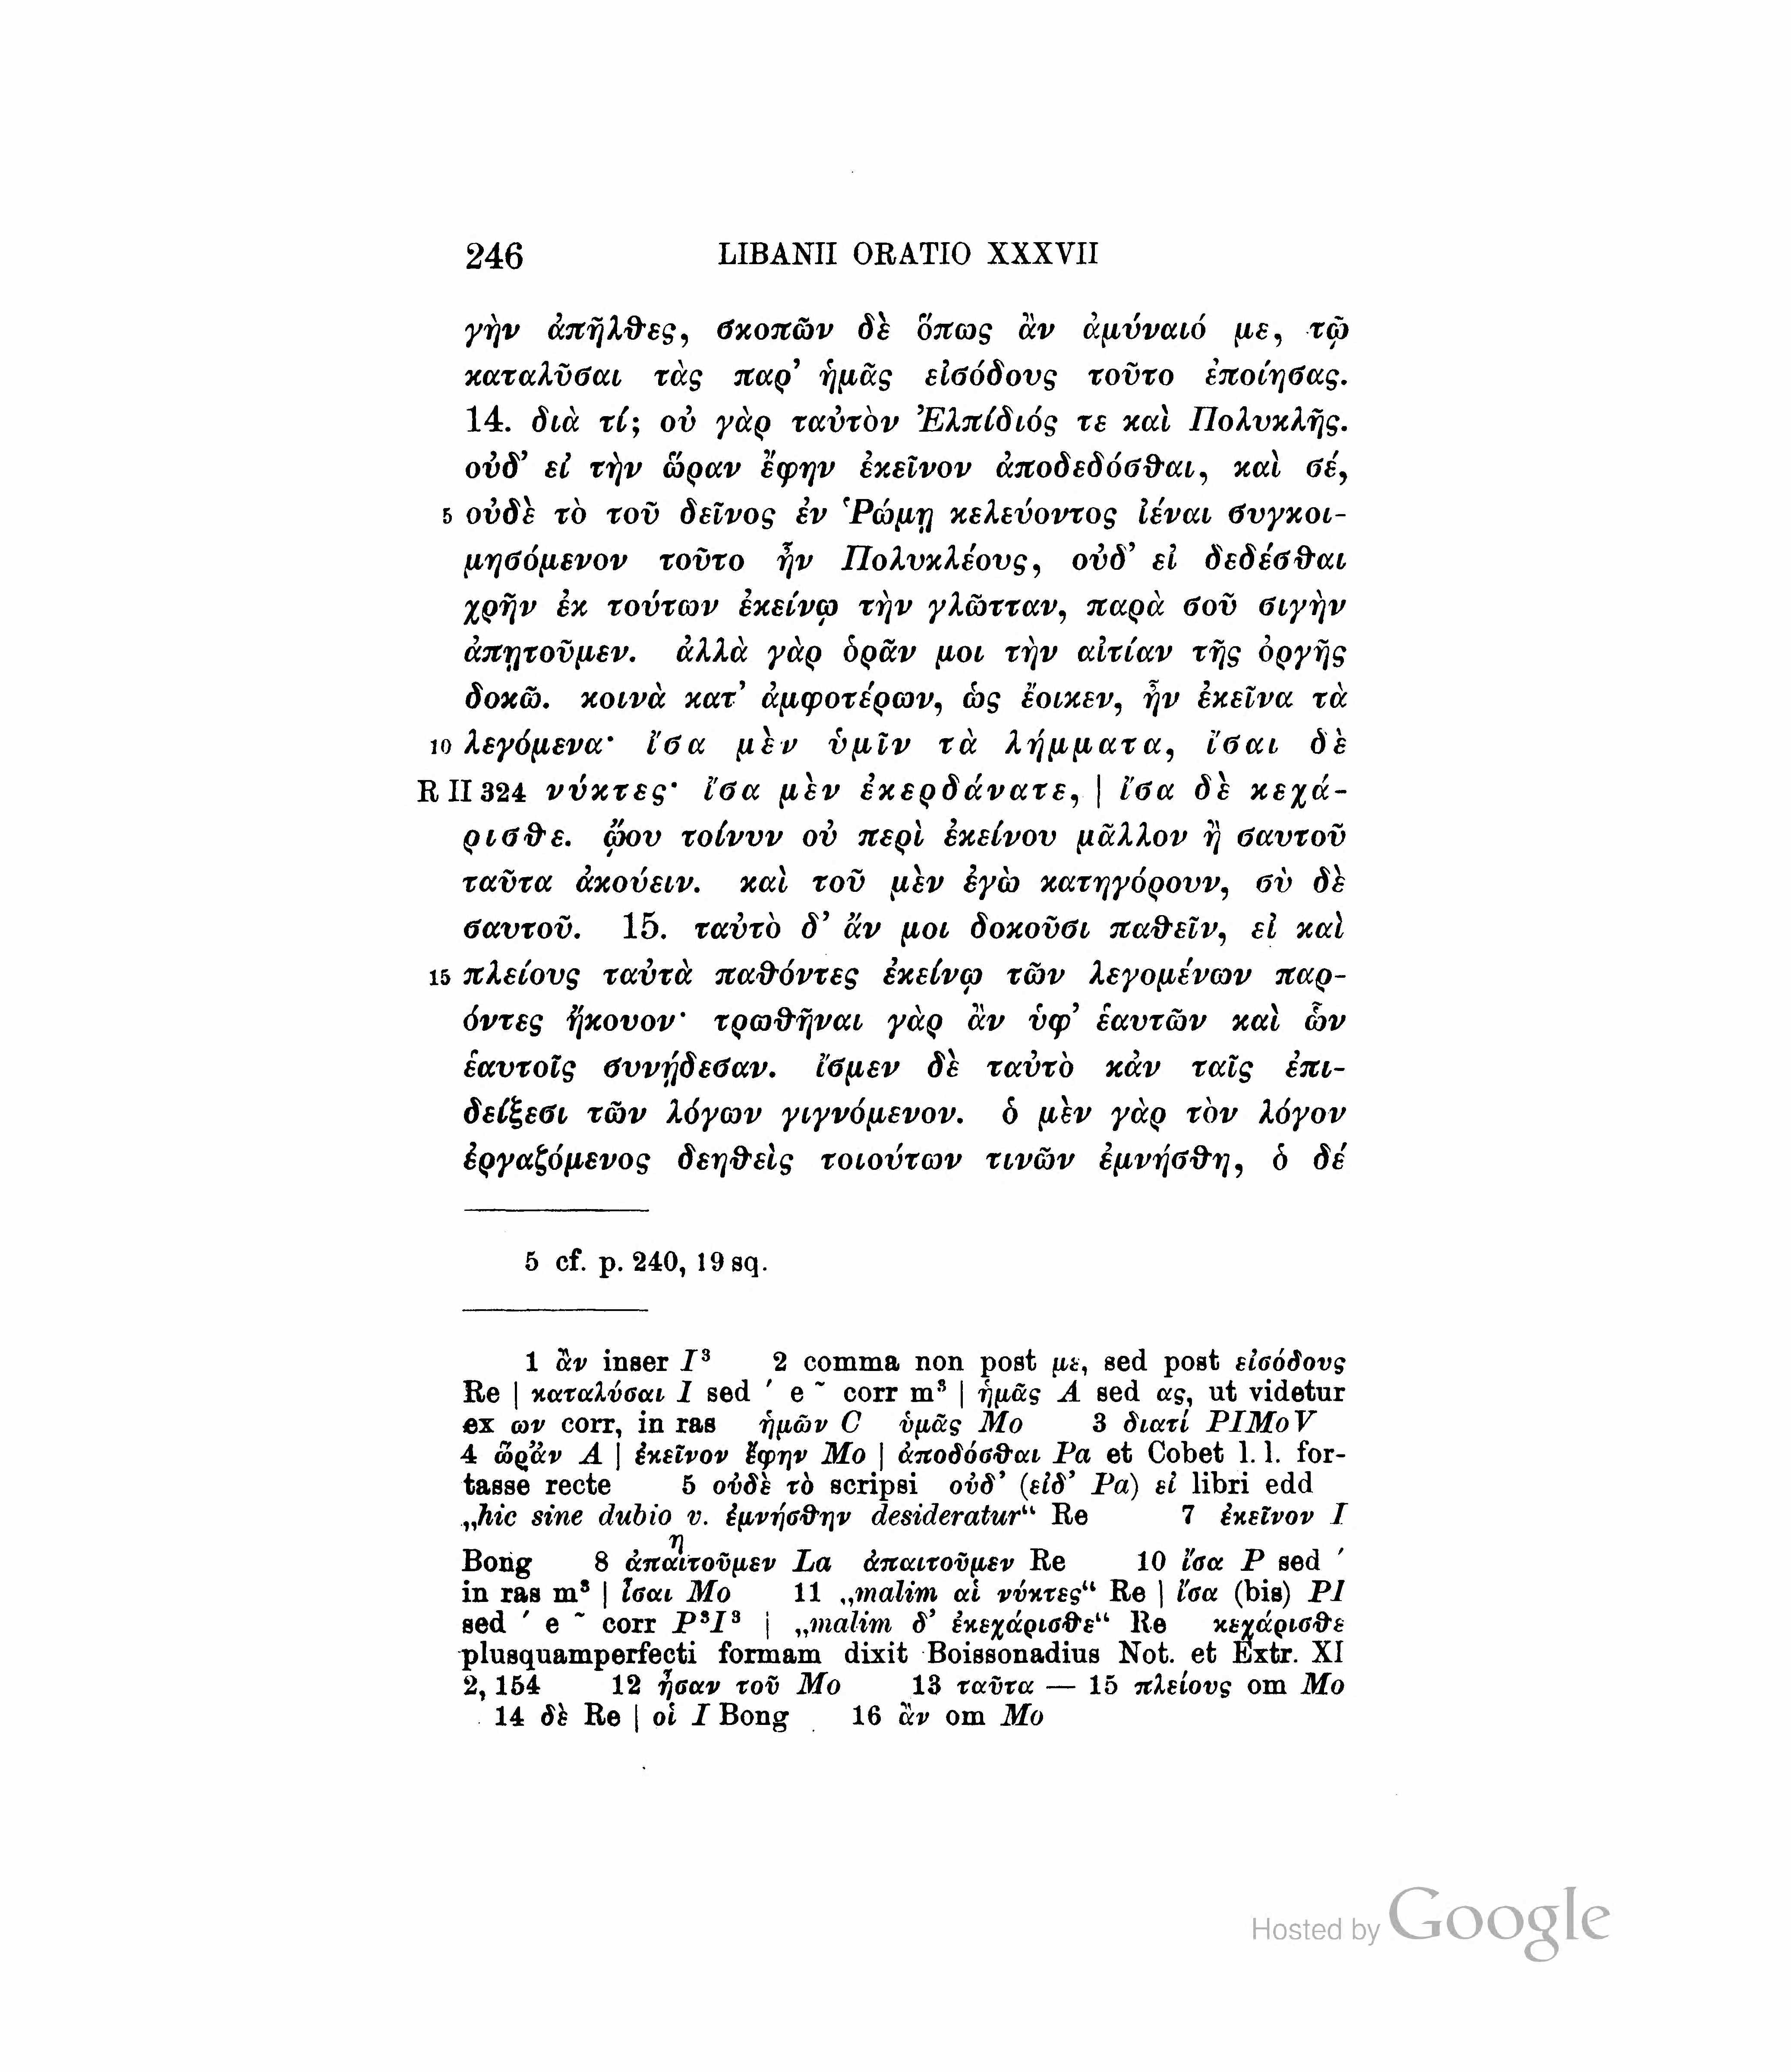 246 LIBANII ORATIO XXXVII
γὴν ἀπῆλθες, σκοπῶν δὲ ὅπως ἂν ἀμύναιό με, τῷ
καταλῦσαι τὰς παρ’ ἡμᾶς εἰσόδους τοῦτο ἐποίησας.
14. διὰ τί; οὐ γὰρ ταὐτὸν Ἐλπίδιός τε καὶ Πολυκλῆς.
οὐδ’ εἰ τὴν ὥραν ἔφην ἐκεῖνον ἀποδεδόσθαι, καὶ σέ,
5 οὐδὲ τὸ τοῦ δεῖνος ἐν Ῥώμῃ κελεύοντος ἰέναι συγκοι-
μησόμενον τοῦτο ἦν Πολυκλέους, οὐδ’ εἰ δεδέσθαι
χρῆν ἐκ τούτων ἐκείνῳ τὴν γλῶτταν, παρὰ σοῦ σιγὴν
ἀπῃτοῦμεν. ἀλλὰ γὰρ ὁρᾶν μοι τὴν αἰτίαν τῆς ὀργῆς
δοκῶ. κοινὰ κατ’ ἀμφοτέρων, ὡς ἔοικεν, ἦν ἐκεῖνα τὰ
10 λεγόμενα· ἴσα μὲν ὑμῖν τὰ λήμματα, ἴσαι δὲ
R II 324 νύκτες· ἴσα μὲν ἐκερδάνατε, | ἴσα δὲ κεχά-
ρισθε. ᾤου τοίνυν οὐ περὶ ἐκείνου μᾶλλον ἢ σαυτοῦ
ταῦτα ἀκούειν. καὶ τοῦ μὲν ἐγὼ κατηγόρουν, σὺ δὲ
σαυτοῦ. 15. ταὐτὸ δ’ ἄν μοι δοκοῦσι παθεῖν, εἰ καὶ
15 πλείους ταὐτὰ παθόντες ἐκείνῳ τῶν λεγομένων παρ-
όντες ἤκουον· τρωθῆναι γὰρ ἂν ὑφ’ ἑαυτῶν καὶ ὧν
ἑαυτοῖς συνῄδεσαν. ἴσμεν δὲ ταὐτὸ κἀν ταῖς ἐπι-
δείξεσι τῶν λόγων γιγνόμενον. ὁ μὲν γὰρ τὸν λόγον
ἐργαζόμενος δεηθεὶς τοιούτων τινῶν ἐμνήσθη, ὁ δέ
5 cf. p. 240, 19 sq.
1 ἂν inser I³ 2 comma non post με, sed post εἰσόδους
Re | καταλύσαι I sed ´ e ˜ corr m³ | ἡμᾶς A sed ας, ut videtur
ex ων corr, in ras ἡμῶν C ὑμᾶς Mo 3 διατί PIMoV
4 ὥρἂν A | ἐκεῖνον ἔφην Mo | ἀποδόσθαι Pa et Cobet l. l. for-
tasse recte 5 οὐδὲ τὸ scripsi οὐδ’ (εἰδ’ Pa) εἰ libri edd
„hic sine dubio v. ἐμνήσθην desideratur“ Re 7 ἐκεῖνον I
η
Bong 8 ἀπαιτοῦμεν La ἀπαιτοῦμεν Re 10 ἴσα P sed ´
in ras m³ | ἶσαι Mo 11 „malim αἱ νύκτες“ Re | ἴσα (bis) PI
sed ´ e ˜ corr P³I³ | „malim δ’ ἐκεχάρισθε“ Re κεχάρισθε
plusquamperfecti formam dixit Boissonadius Not. et Extr. XI
2, 154 12 ἦσαν τοῦ Mo 13 ταῦτα — 15 πλείους om Mo
14 δὲ Re | οἱ I Bong 16 ἂν om Mo
Hosted by Google